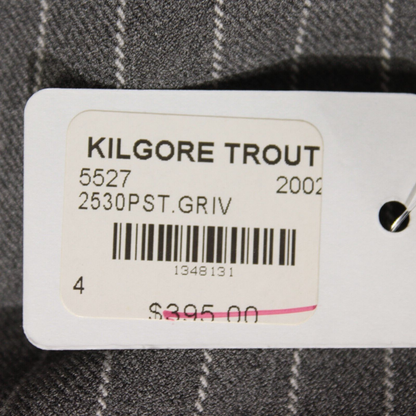 KILGORE TROUT
5527 2002
2530PST.GRIV
1348131
4
$395.00